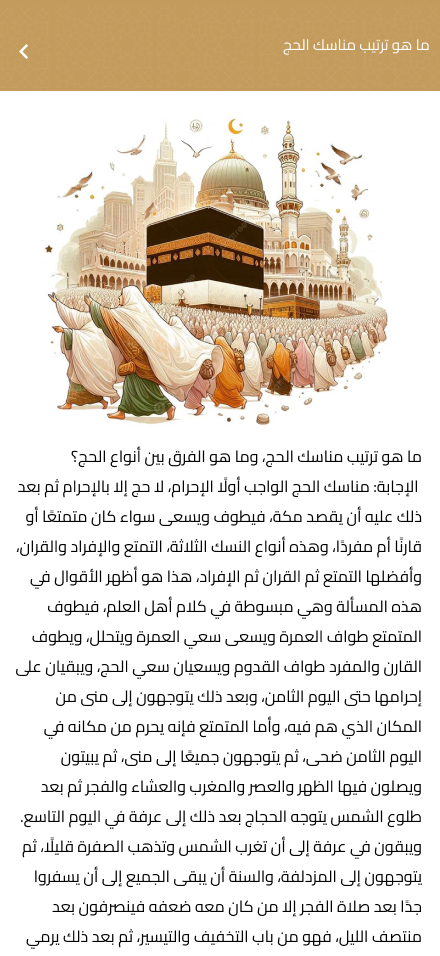 ما هو ترتيب مناسك الحج
ما هو ترتيب مناسك الحج، وما هو الفرق بين أنواع الحج؟
الإجابة: مناسك الحج الواجب أولًا الإحرام، لا حج إلا بالإحرام ثم بعد
ذلك عليه أن يقصد مكة، فيطوف ويسعى سواء كان متمتعًا أو
قارنًا أم مفردًا، وهذه أنواع النسك الثلاثة، التمتع والإفراد والقران،
وأفضلها التمتع ثم القران ثم الإفراد، هذا هو أظهر الأقوال في
هذه المسألة وهي مبسوطة في كلام أهل العلم، فيطوف
المتمتع طواف العمرة ويسعى سعي العمرة ويتحلل، ويطوف
القارن والمفرد طواف القدوم ويسعيان سعي الحج، ويبقيان على
إحرامها حتى اليوم الثامن، وبعد ذلك يتوجهون إلى منى من
المكان الذي هم فيه، وأما المتمتع فإنه يحرم من مكانه في
اليوم الثامن ضحى، ثم يتوجهون جميعًا إلى منى، ثم يبيتون
ويصلون فيها الظهر والعصر والمغرب والعشاء والفجر ثم بعد
طلوع الشمس يتوجه الحجاج بعد ذلك إلى عرفة في اليوم التاسع.
ويبقون في عرفة إلى أن تغرب الشمس وتذهب الصفرة قليلًا، ثم
يتوجهون إلى المزدلفة، والسنة أن يبقى الجميع إلى أن يسفروا
جدًا بعد صلاة الفجر إلا من كان معه ضعفه فينصرفون بعد
منتصف الليل، فهو من باب التخفيف والتيسير، ثم بعد ذلك يرمي